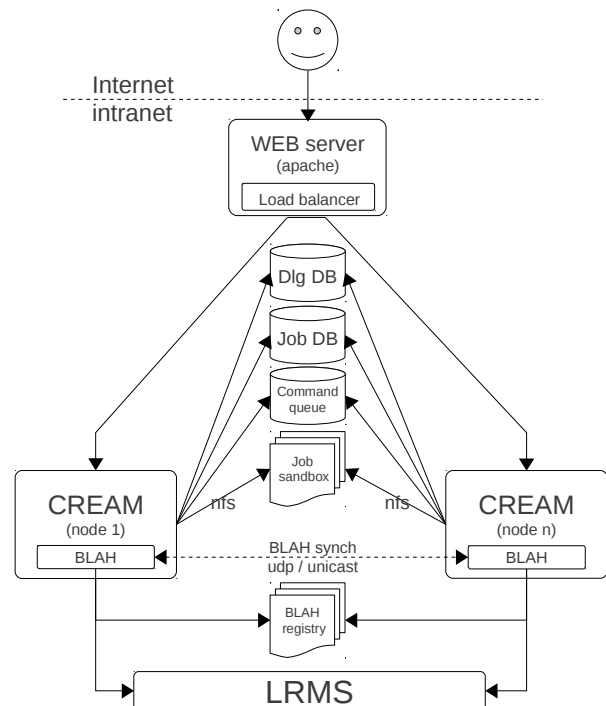 Internet
intranet
WEB server
(apache)
Load balancer
Dlg DB
Job DB
Command
queue
Job
sandbox
nfs
nfs
CREAM
(node 1)
BLAH
CREAM
(node n)
BLAH
BLAH synch
udp / unicast
BLAH
registry
LRMS